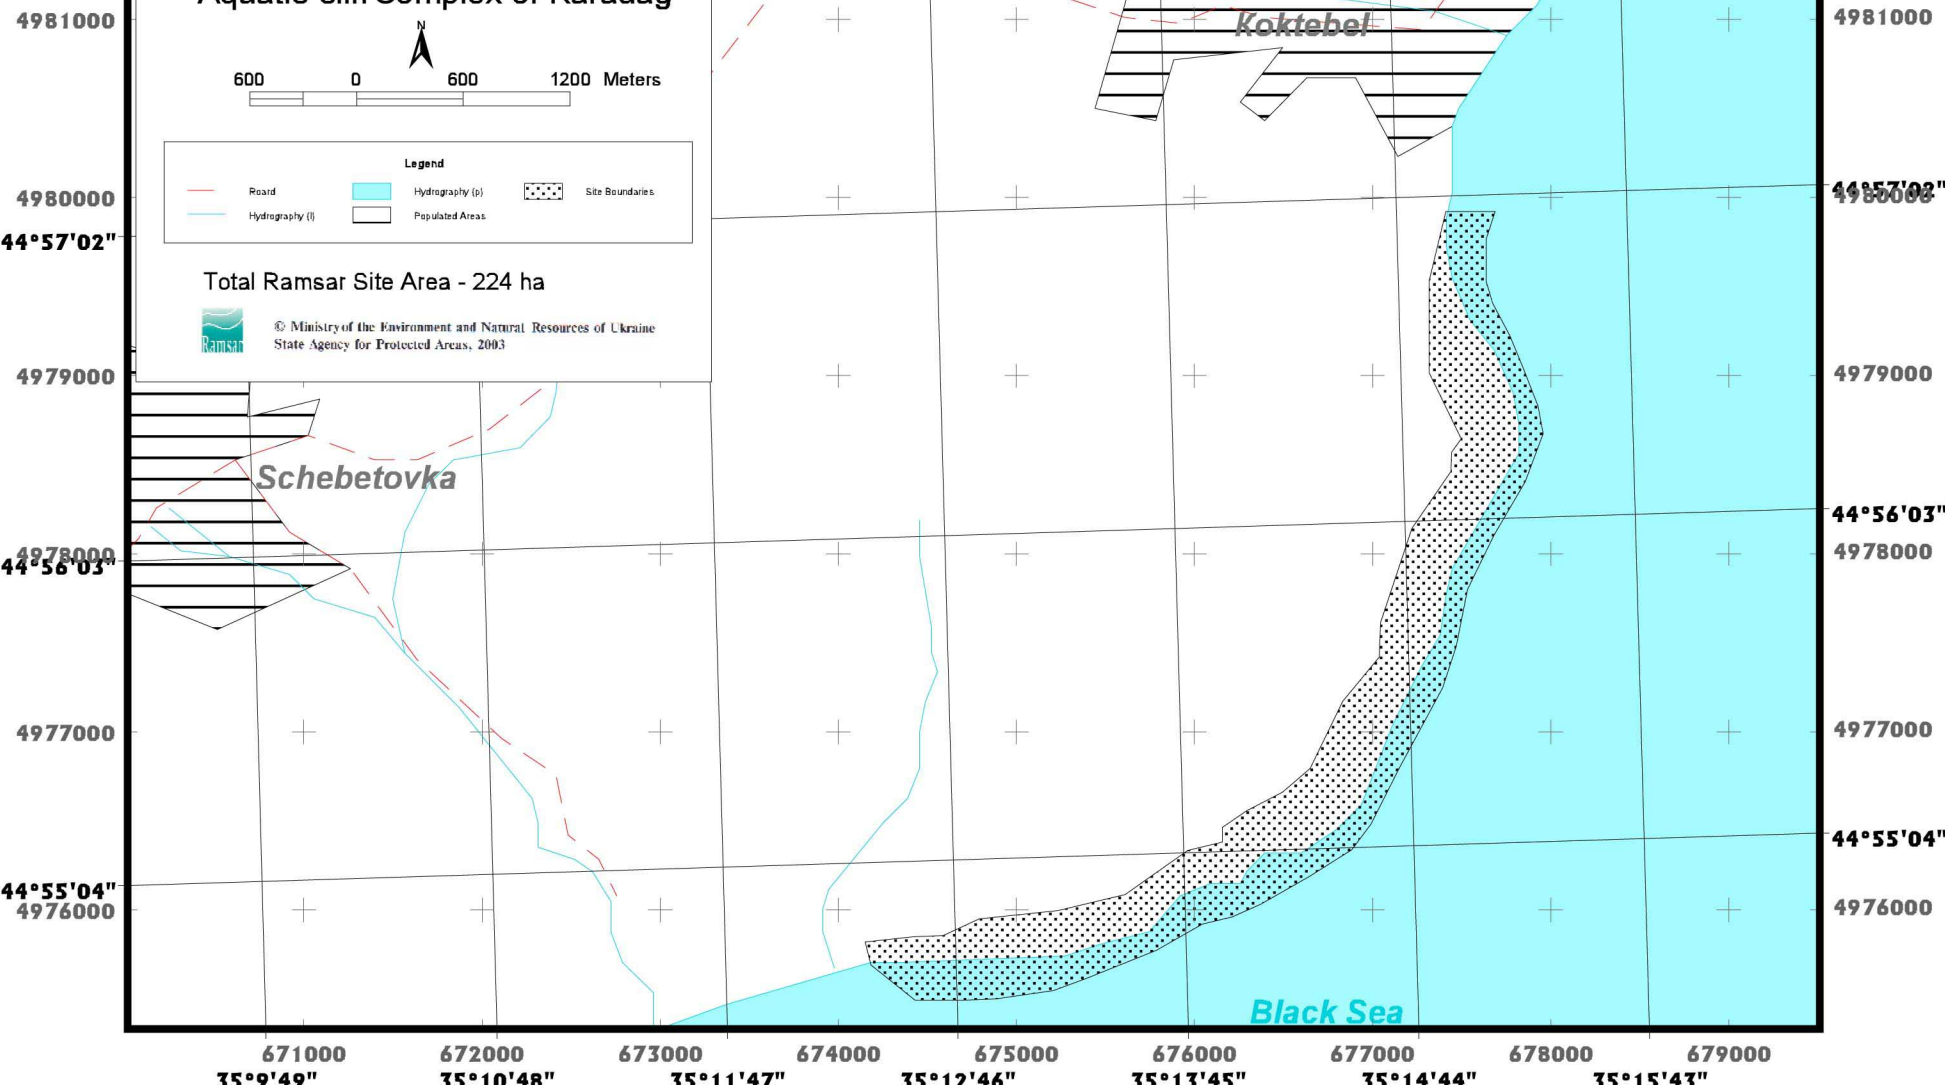 Aquatic-cliff Complex of Karadag
N
600 0 600 1200 Meters
Legend
Roard
Hydrography (l)
Hydrography (p)
Populated Areas
Site Boundaries
Total Ramsar Site Area - 224 ha
Ramsar
© Ministry of the Environment and Natural Resources of Ukraine
State Agency for Protected Areas, 2003
Koktebel
Schebetovka
Black Sea
4981000
4980000
44°57'02"
4979000
4978000
44°56'03"
4977000
44°55'04"
4976000
4981000
44°57'02"
4980000
4979000
44°56'03"
4978000
4977000
44°55'04"
4976000
671000 672000 673000 674000 675000 676000 677000 678000 679000
35°9'49" 35°10'48" 35°11'47" 35°12'46" 35°13'45" 35°14'44" 35°15'43"